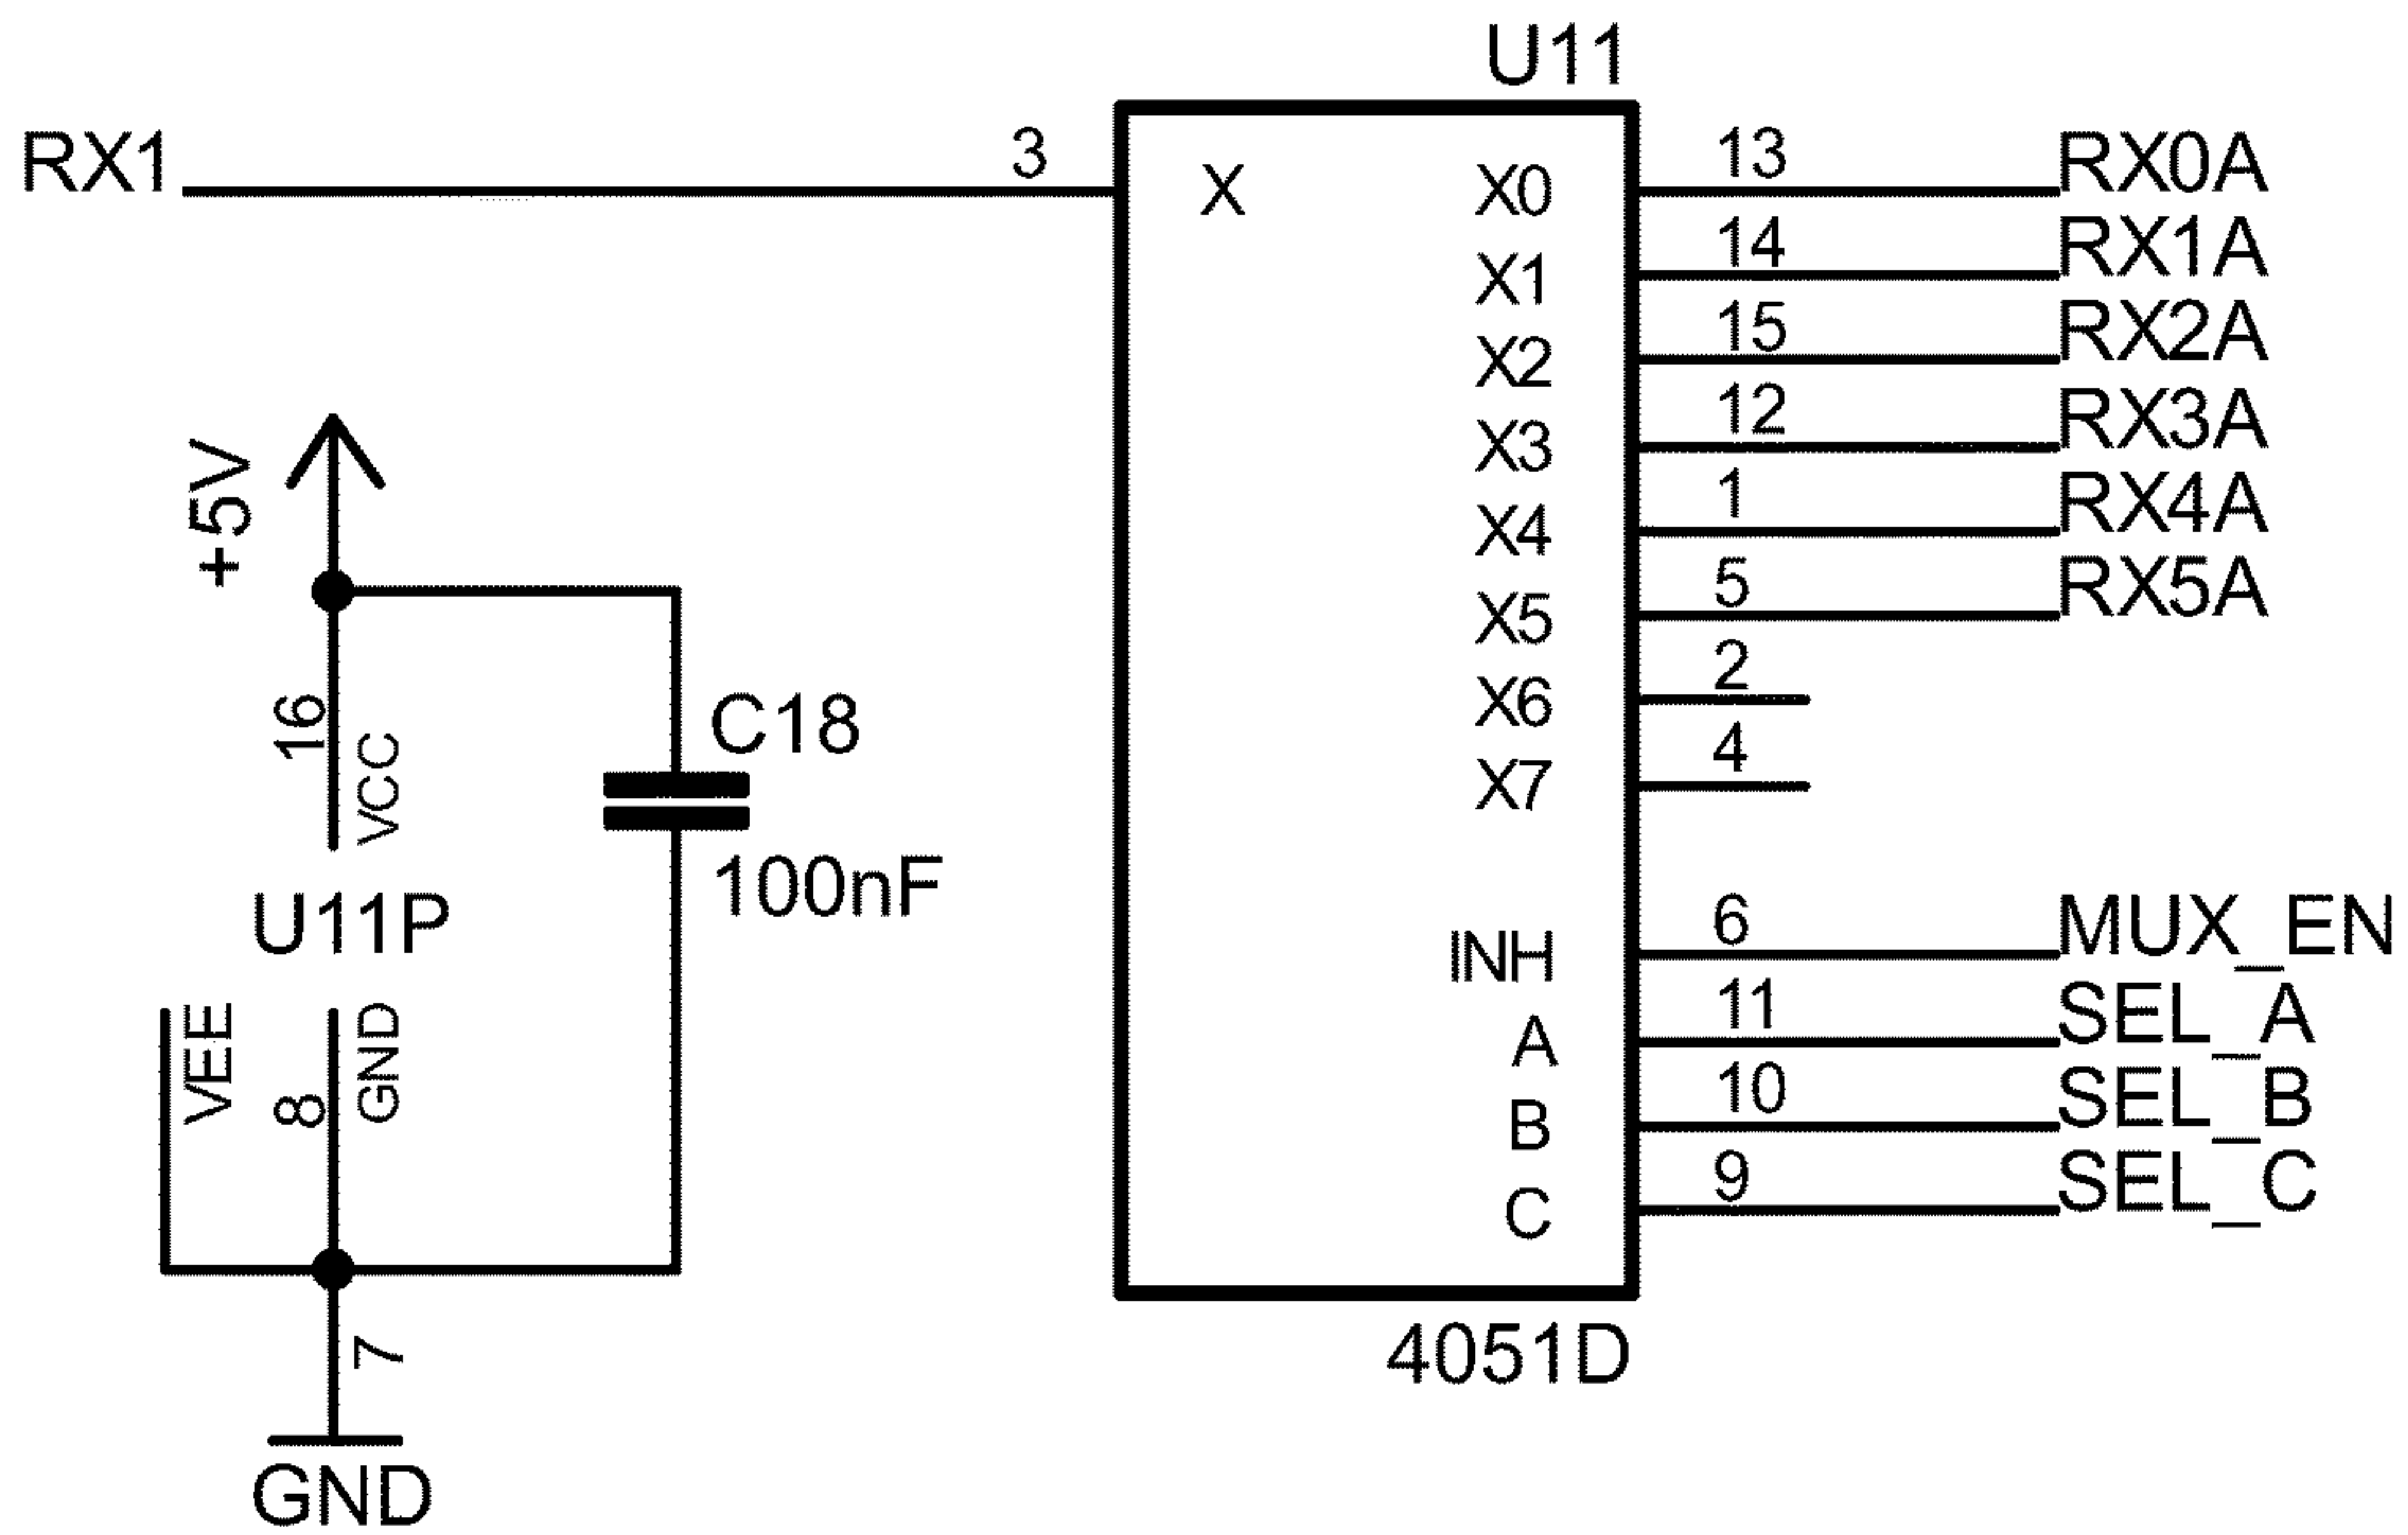 U11
RX1 3 X X0 13 RX0A
X1 14 RX1A
X2 15 RX2A
X3 12 RX3A
X4 1 RX4A
X5 5 RX5A
X6 2
X7 4
INH 6 MUX_EN
A 11 SEL_A
B 10 SEL_B
C 9 SEL_C
4051D
+5V
16 VCC
C18
100nF
U11P
VEE
8 GND
7
GND